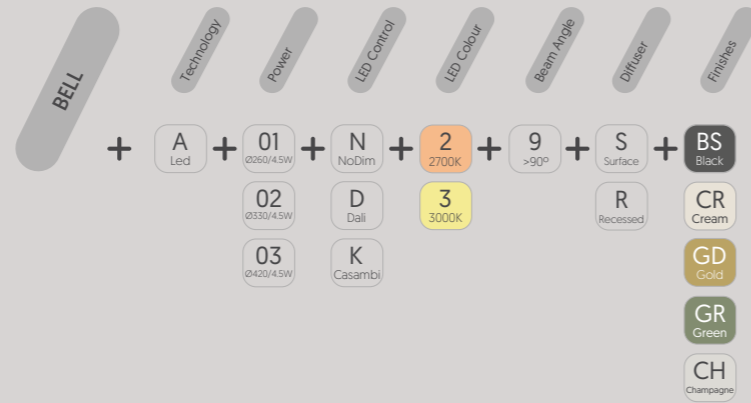 BELL
Technology
Power
LED Control
LED Colour
Beam Angle
Diffuser
Finishes
+ A + 01 + N + 2 + 9 + S + BS
Led Ø260/4.5W NoDim 2700K >90º Surface Black
02 D 3 R CR
Ø330/4.5W Dali 3000K Recessed Cream
03 K GD
Ø420/4.5W Casambi Gold
GR
Green
CH
Champagne